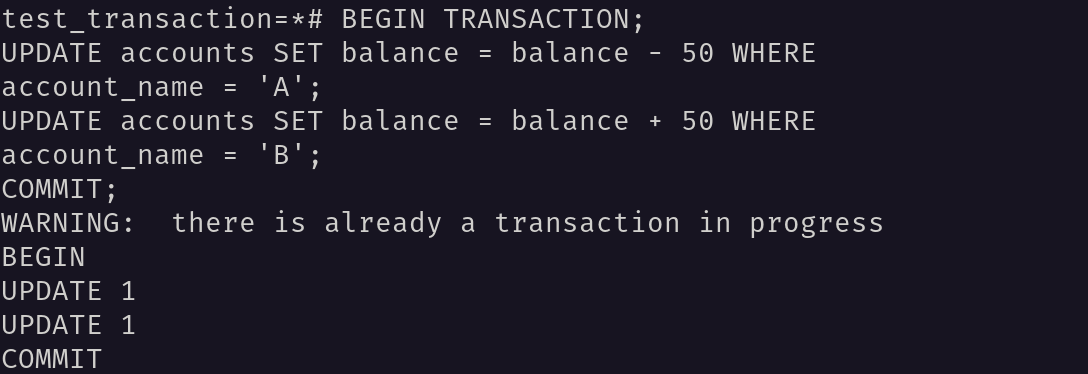 test_transaction=*# BEGIN TRANSACTION;
UPDATE accounts SET balance = balance - 50 WHERE
account_name = 'A';
UPDATE accounts SET balance = balance + 50 WHERE
account_name = 'B';
COMMIT;
WARNING:  there is already a transaction in progress
BEGIN
UPDATE 1
UPDATE 1
COMMIT